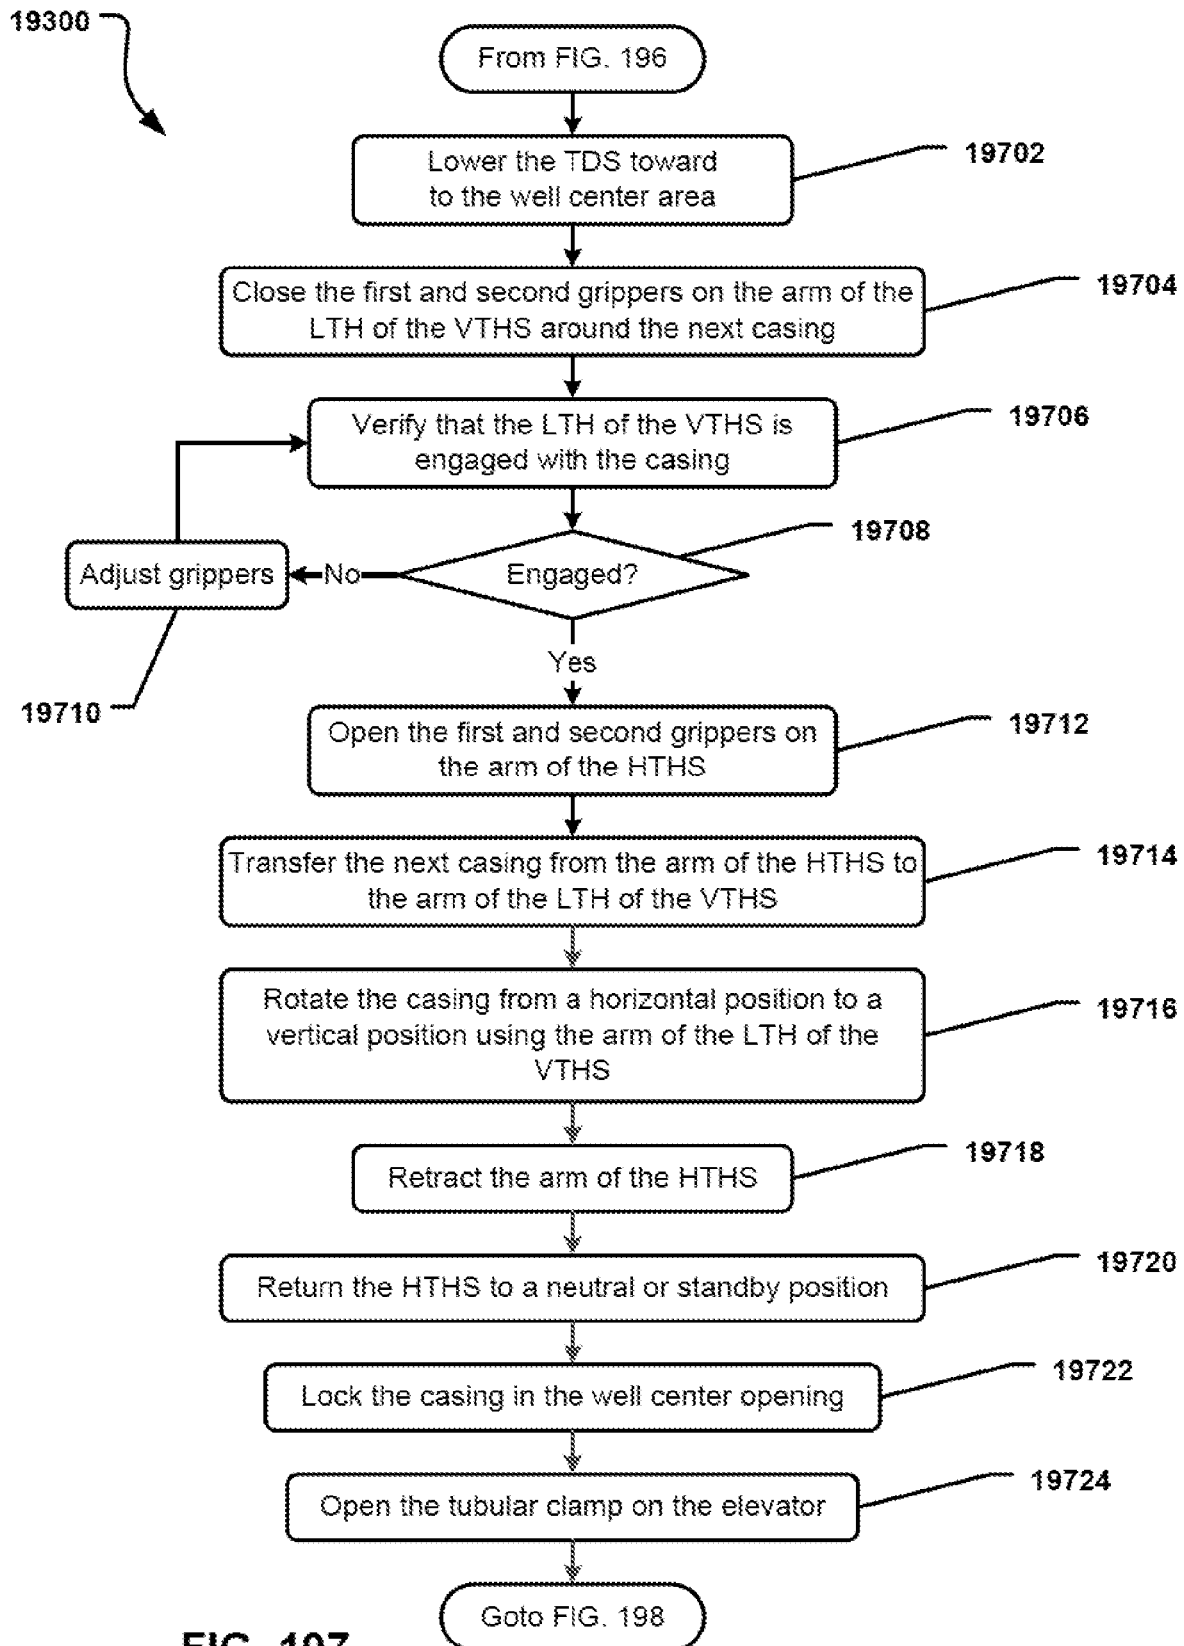 19300
From FIG. 196
Lower the TDS toward
to the well center area
19702
Close the first and second grippers on the arm of the
LTH of the VTHS around the next casing
19704
Verify that the LTH of the VTHS is
engaged with the casing
19706
Engaged?
19708
No
Adjust grippers
19710
Yes
Open the first and second grippers on
the arm of the HTHS
19712
Transfer the next casing from the arm of the HTHS to
the arm of the LTH of the VTHS
19714
Rotate the casing from a horizontal position to a
vertical position using the arm of the LTH of the
VTHS
19716
Retract the arm of the HTHS
19718
Return the HTHS to a neutral or standby position
19720
Lock the casing in the well center opening
19722
Open the tubular clamp on the elevator
19724
Goto FIG. 198
FIG. 197